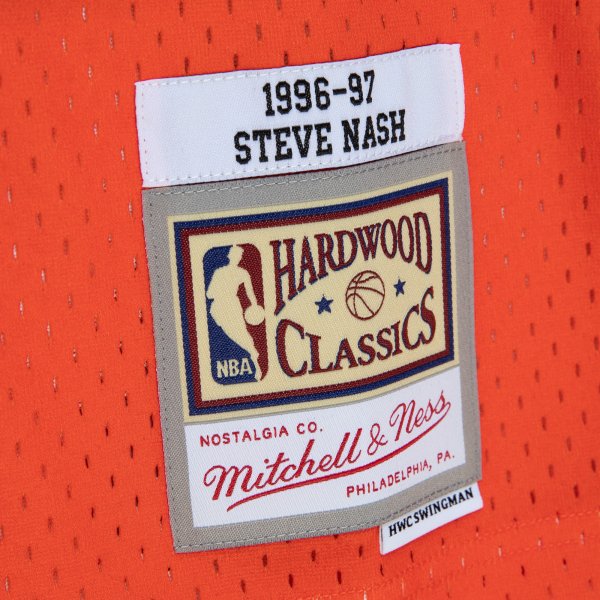 1996-97
STEVE NASH
HARDWOOD
CLASSICS
NBA
NOSTALGIA CO.
Mitchell & Ness
PHILADELPHIA, PA.
HWCSWINGMAN